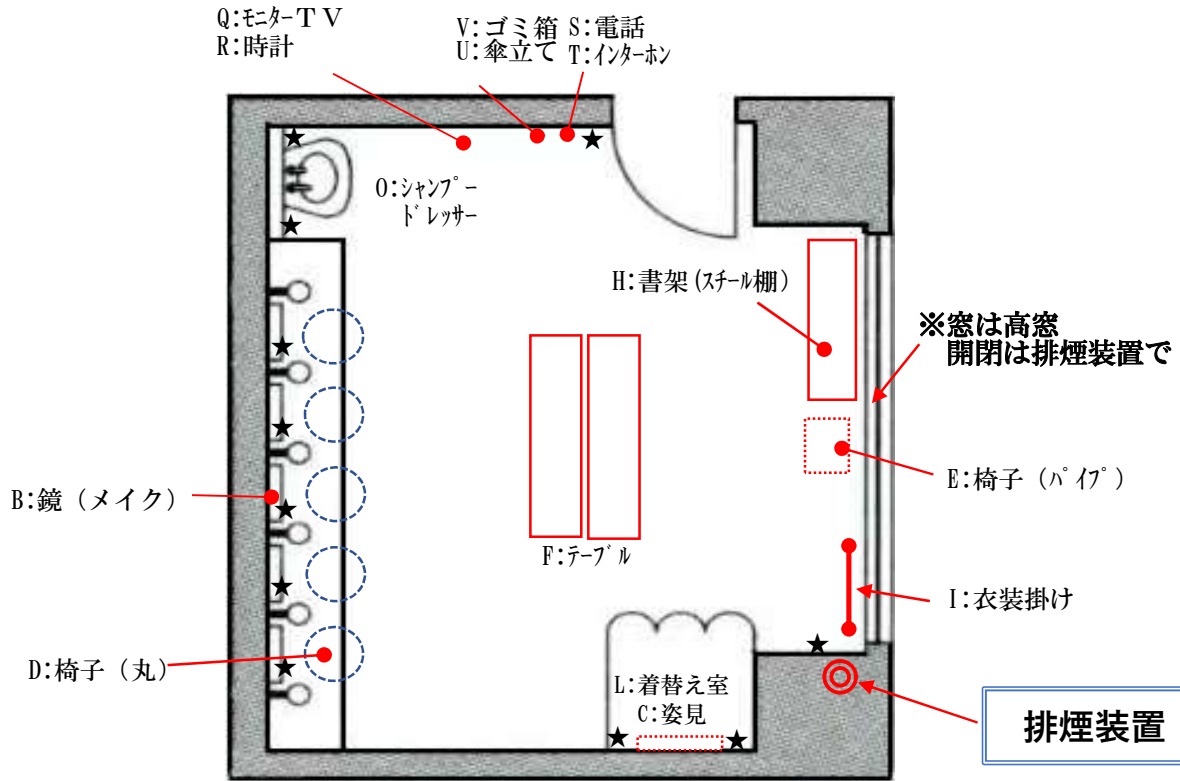 Q:ﾓﾆﾀｰＴＶ
R:時計
V:ゴミ箱 S:電話
U:傘立て T:ｲﾝﾀｰﾎﾝ
O:ｼｬﾝﾌﾟｰ
ﾄﾞﾚｯｻｰ
H:書架(ｽﾁｰﾙ棚)
※窓は高窓
開閉は排煙装置で
B:鏡（メイク）
E:椅子（ﾊﾟｲﾌﾟ）
F:ﾃｰﾌﾞﾙ
I:衣装掛け
D:椅子（丸）
L:着替え室
C:姿見
排煙装置